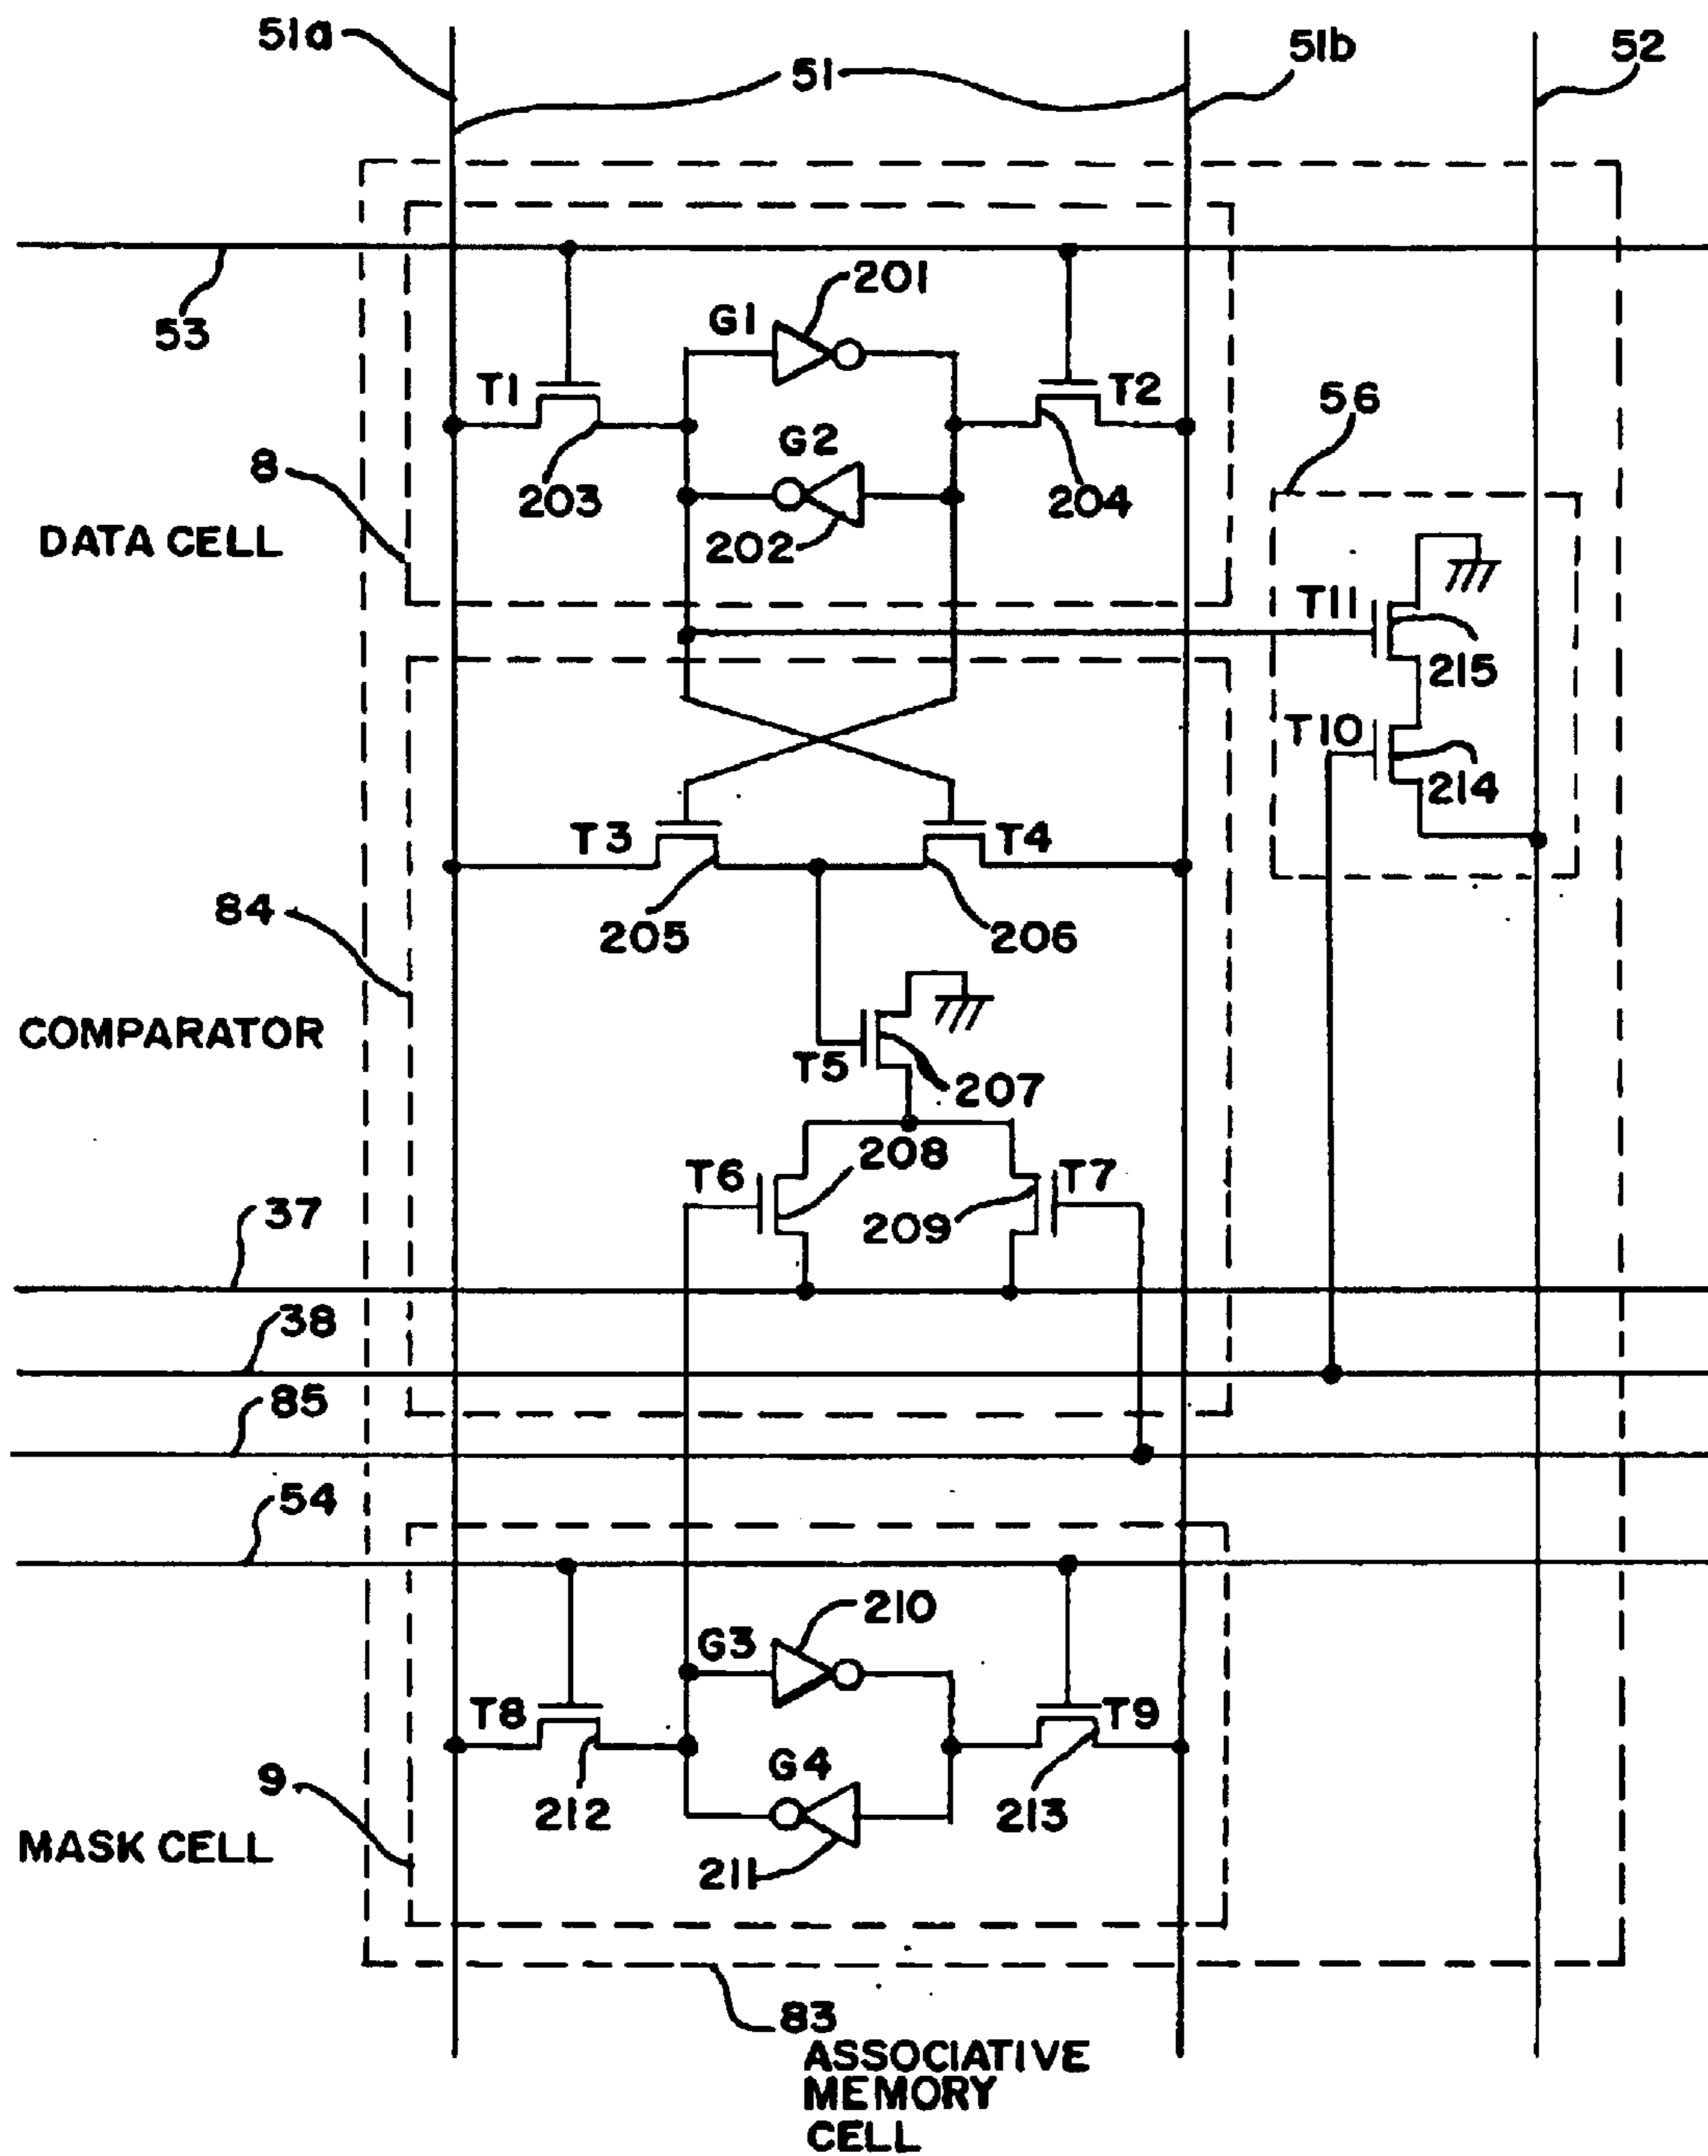 51a
51
51b
52
53
G1
201
T1
T2
203
G2
204
202
56
8
DATA CELL
T11
215
T10
214
T3
T4
84
205
206
COMPARATOR
T5
207
T6
208
T7
209
37
38
85
54
G3
210
T8
T9
9
G4
212
213
MASK CELL
211
83
ASSOCIATIVE
MEMORY
CELL